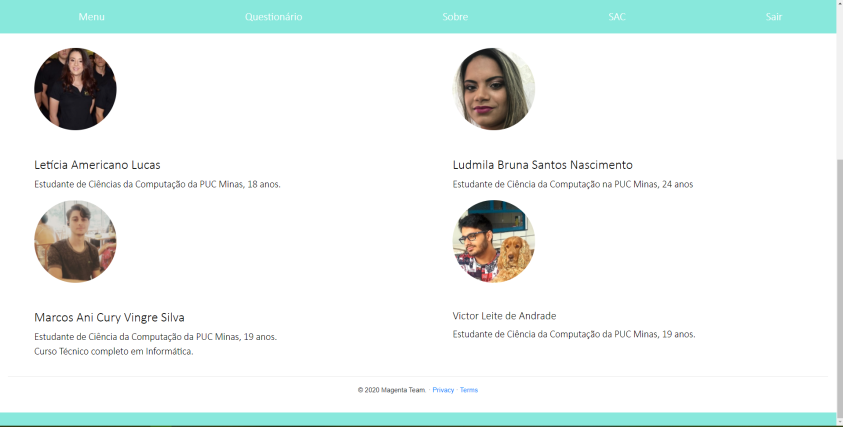 Menu Questionário Sobre SAC Sair
Letícia Americano Lucas
Estudante de Ciências da Computação da PUC Minas, 18 anos.
Ludmila Bruna Santos Nascimento
Estudante de Ciência da Computação na PUC Minas, 24 anos
Marcos Ani Cury Vingre Silva
Estudante de Ciência da Computação da PUC Minas, 19 anos.
Curso Técnico completo em Informática.
Victor Leite de Andrade
Estudante de Ciência da Computação da PUC Minas, 19 anos.
© 2020 Magenta Team. · Privacy · Terms